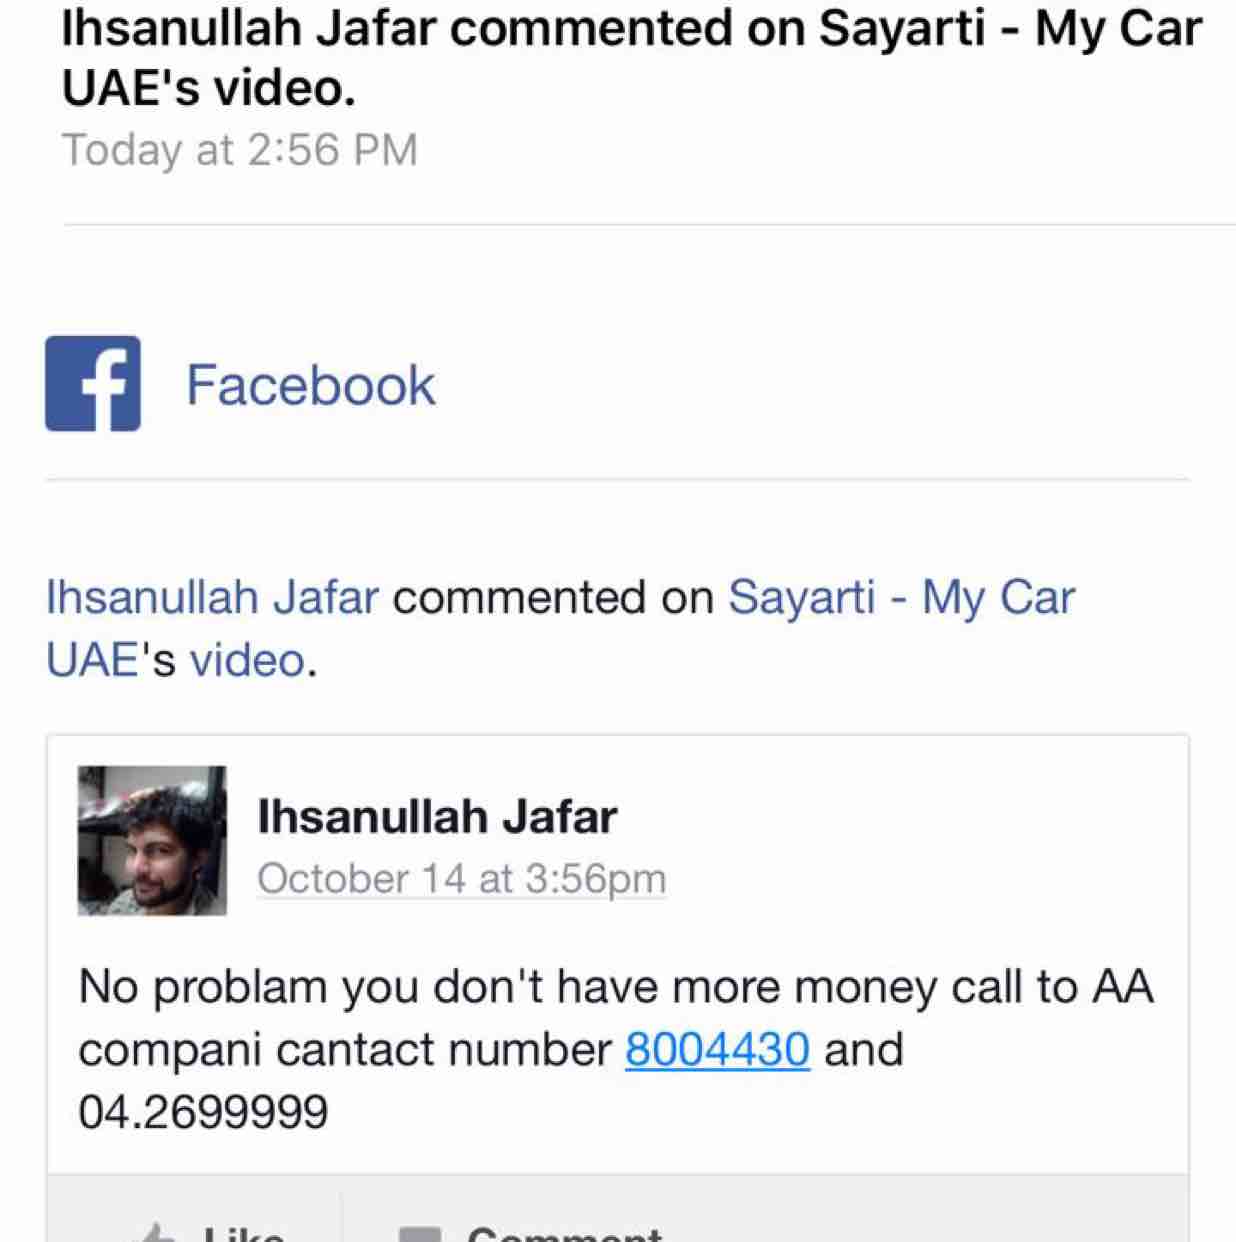 Ihsanullah Jafar commented on Sayarti - My Car
UAE's video.
Today at 2:56 PM
Facebook
Ihsanullah Jafar commented on Sayarti - My Car
UAE's video.
Ihsanullah Jafar
October 14 at 3:56pm
No problam you don't have more money call to AA
compani cantact number 8004430 and
04.2699999
Like Comment